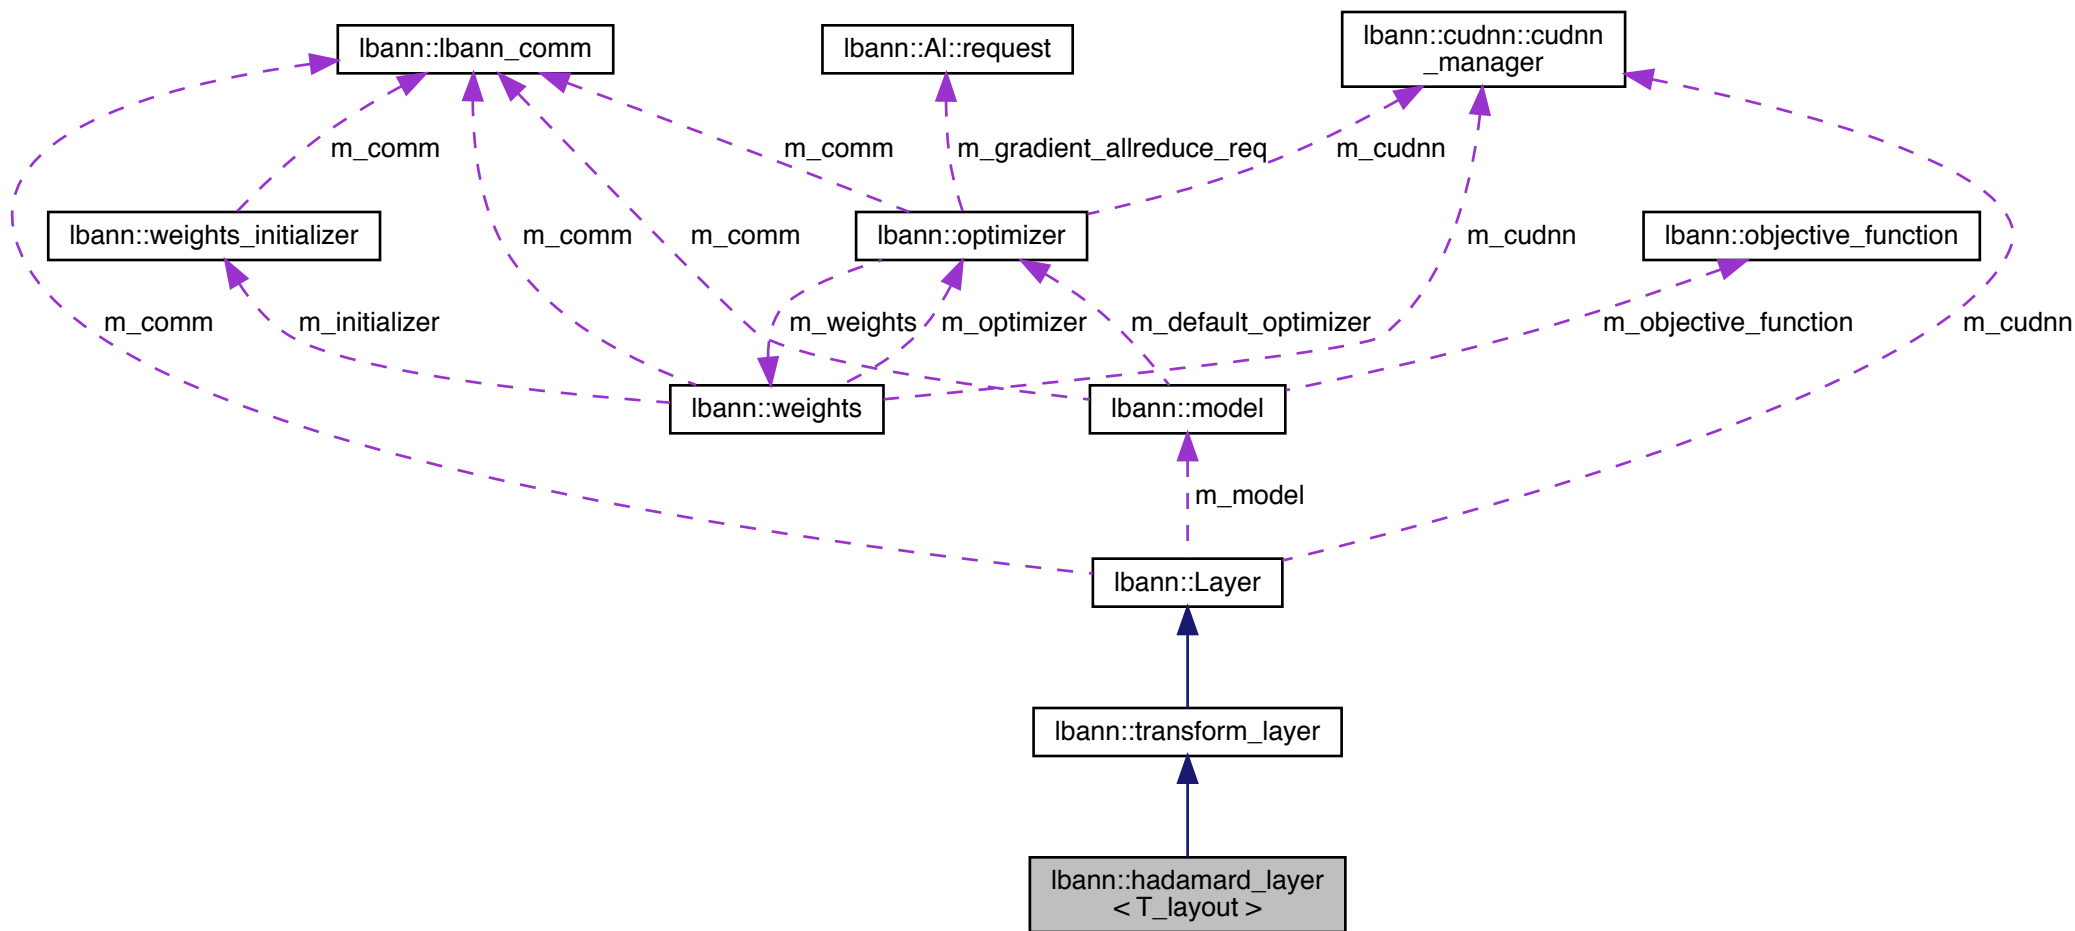 lbann::lbann_comm
lbann::Al::request
lbann::cudnn::cudnn
_manager
m_comm
m_comm
m_gradient_allreduce_req
m_cudnn
lbann::weights_initializer
m_comm
m_comm
lbann::optimizer
m_cudnn
lbann::objective_function
m_comm
m_initializer
m_weights
m_optimizer
m_default_optimizer
m_objective_function
m_cudnn
lbann::weights
lbann::model
m_model
lbann::Layer
lbann::transform_layer
lbann::hadamard_layer
< T_layout >